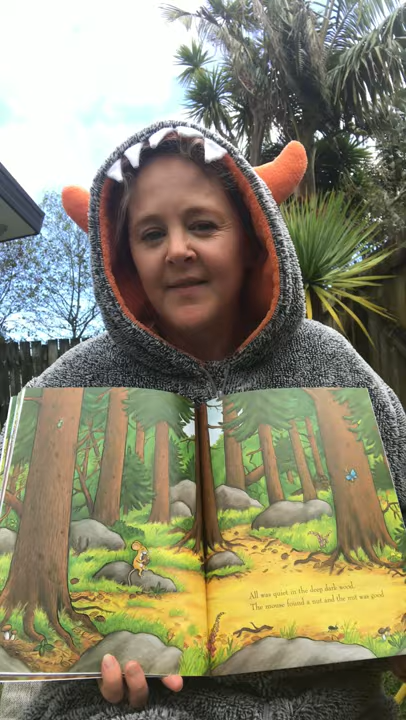 All was quiet in the deep dark wood.
The mouse found a nut and the nut was good.